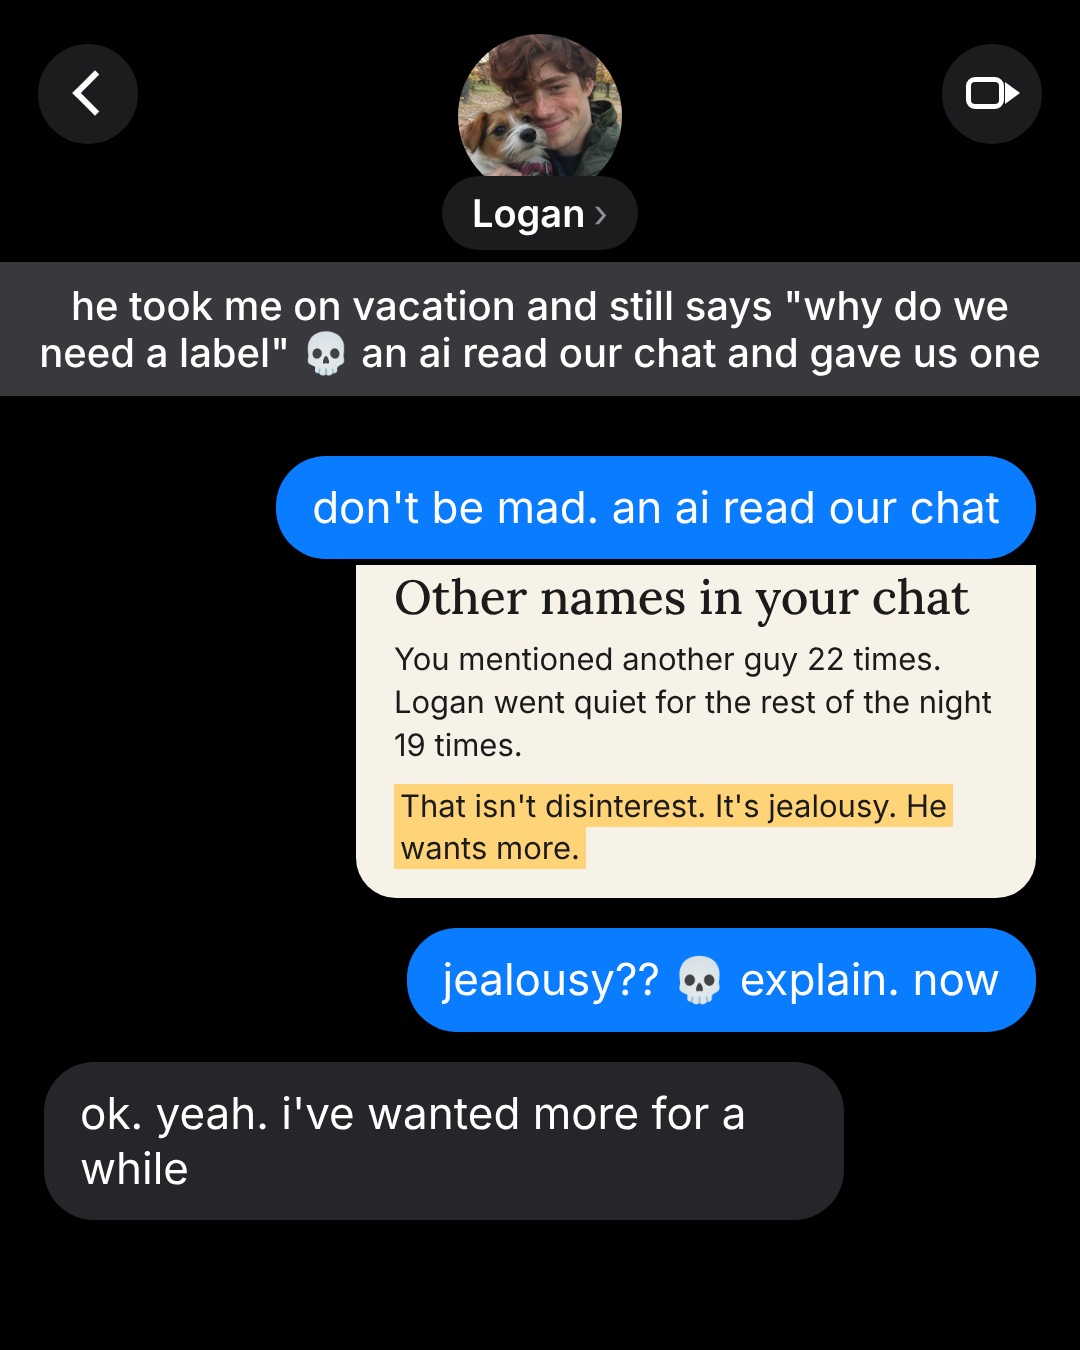 Logan ›
he took me on vacation and still says "why do we
need a label" 💀 an ai read our chat and gave us one
don't be mad. an ai read our chat
Other names in your chat
You mentioned another guy 22 times.
Logan went quiet for the rest of the night
19 times.
That isn't disinterest. It's jealousy. He
wants more.
jealousy?? 💀 explain. now
ok. yeah. i've wanted more for a
while